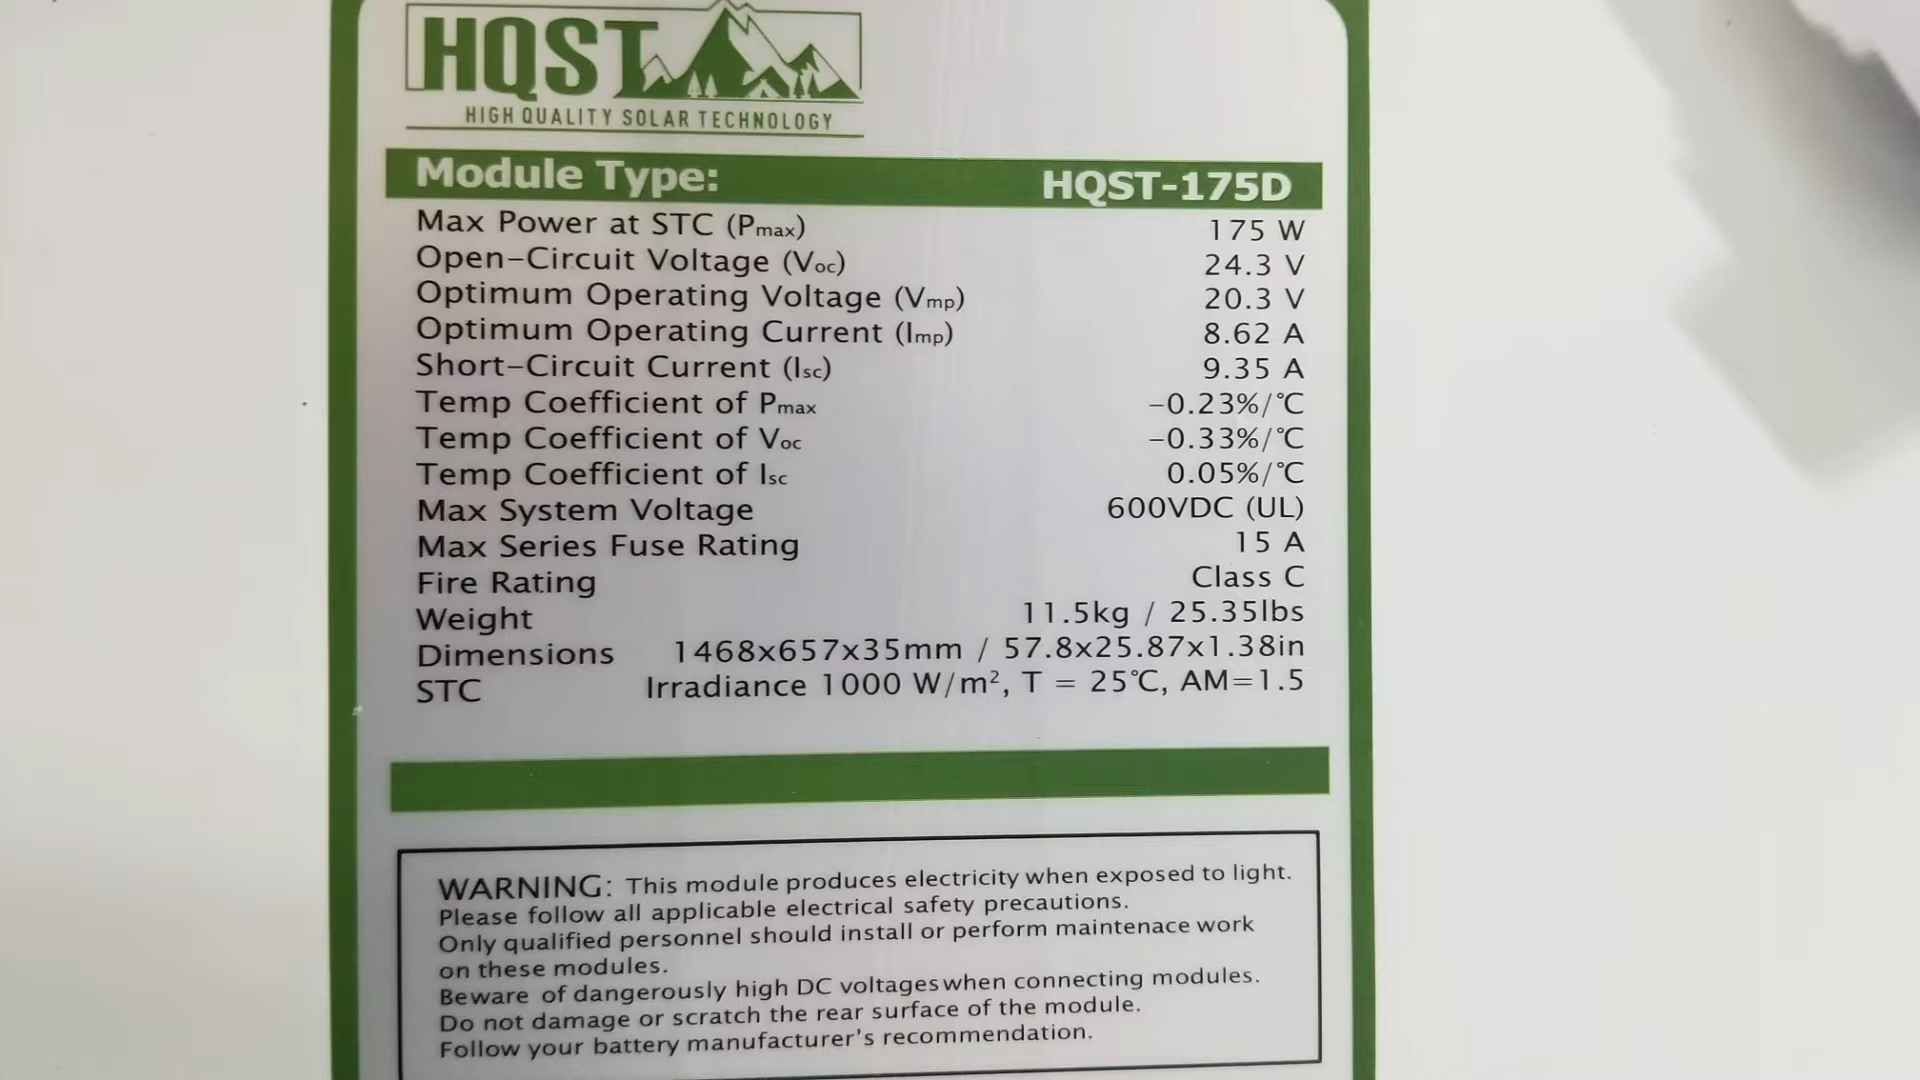 HQST
HIGH QUALITY SOLAR TECHNOLOGY
Module Type: HQST-175D
Max Power at STC (Pmax) 175 W
Open-Circuit Voltage (Voc) 24.3 V
Optimum Operating Voltage (Vmp) 20.3 V
Optimum Operating Current (Imp) 8.62 A
Short-Circuit Current (Isc) 9.35 A
Temp Coefficient of Pmax -0.23%/℃
Temp Coefficient of Voc -0.33%/℃
Temp Coefficient of Isc 0.05%/℃
Max System Voltage 600VDC (UL)
Max Series Fuse Rating 15 A
Fire Rating Class C
Weight 11.5kg / 25.35lbs
Dimensions 1468x657x35mm / 57.8x25.87x1.38in
STC Irradiance 1000 W/m², T = 25℃, AM=1.5
WARNING: This module produces electricity when exposed to light.
Please follow all applicable electrical safety precautions.
Only qualified personnel should install or perform maintenace work
on these modules.
Beware of dangerously high DC voltages when connecting modules.
Do not damage or scratch the rear surface of the module.
Follow your battery manufacturer's recommendation.